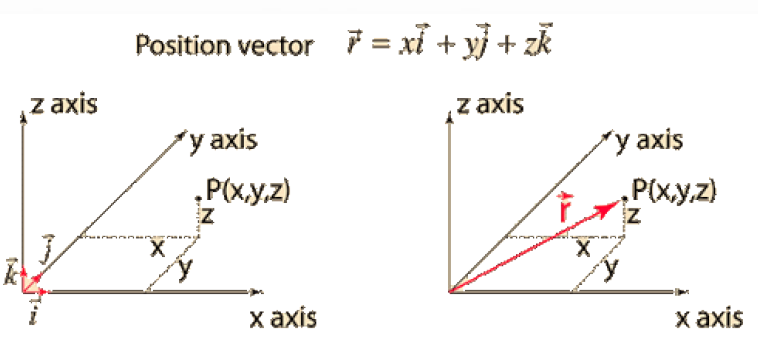 Position vector r⃗ = xi⃗ + yj⃗ + zk⃗
z axis
y axis
P(x,y,z)
z
x
y
k⃗
j⃗
i⃗
x axis
z axis
y axis
P(x,y,z)
r⃗
z
x
y
x axis